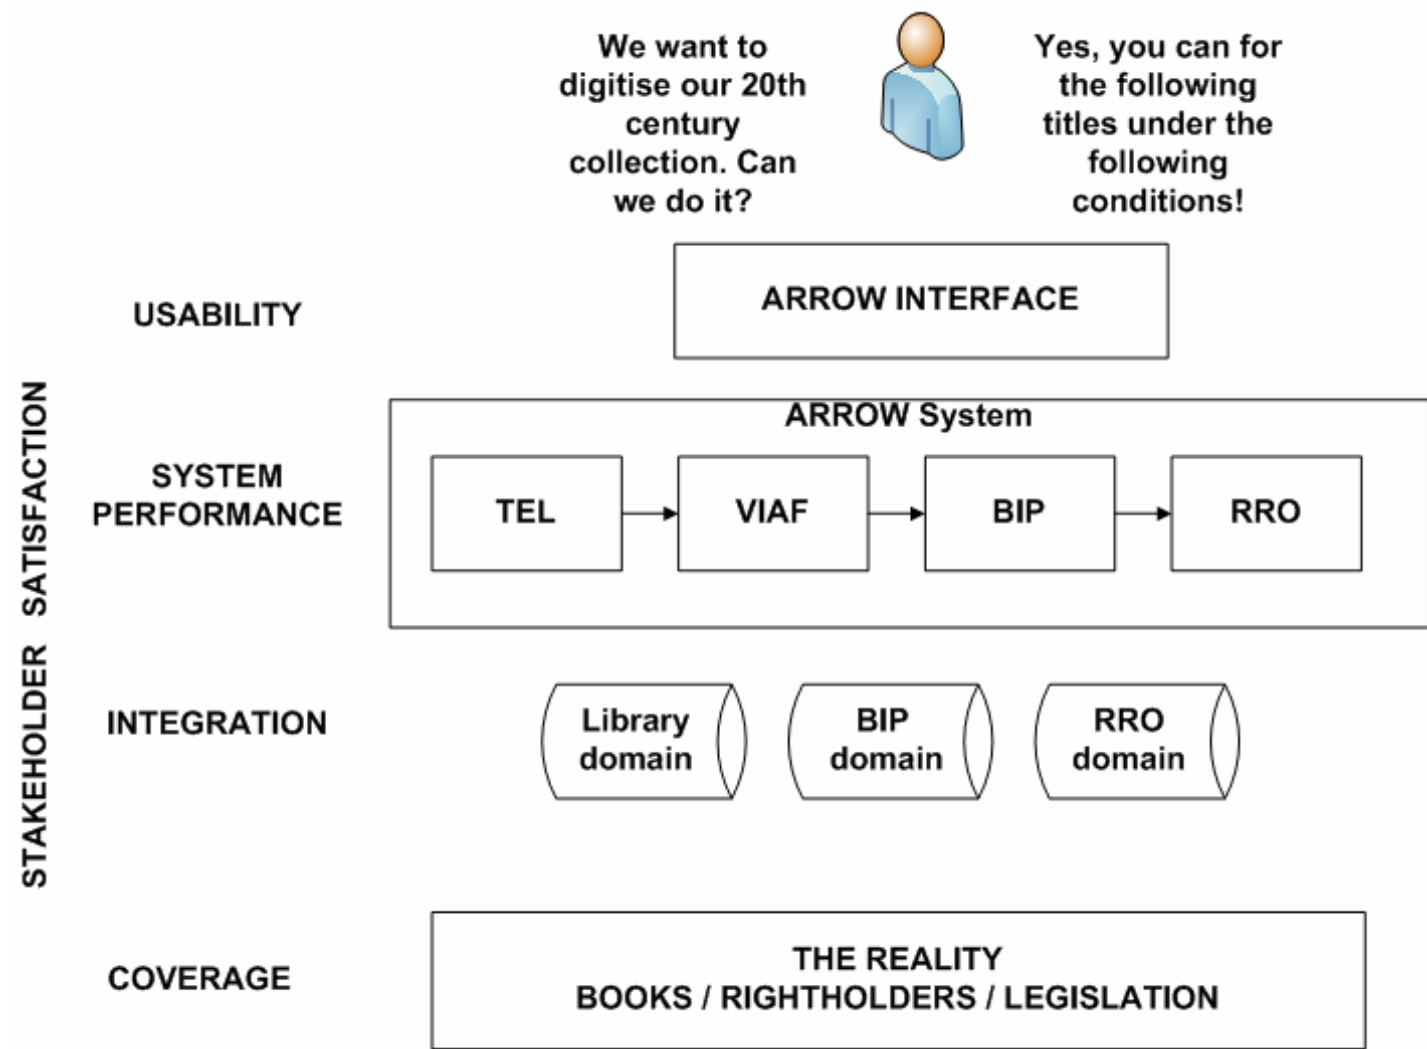 We want to
digitise our 20th
century
collection. Can
we do it?
Yes, you can for
the following
titles under the
following
conditions!
USABILITY
ARROW INTERFACE
STAKEHOLDER SATISFACTION
SYSTEM
PERFORMANCE
ARROW System
TEL
VIAF
BIP
RRO
INTEGRATION
Library
domain
BIP
domain
RRO
domain
COVERAGE
THE REALITY
BOOKS / RIGHTHOLDERS / LEGISLATION